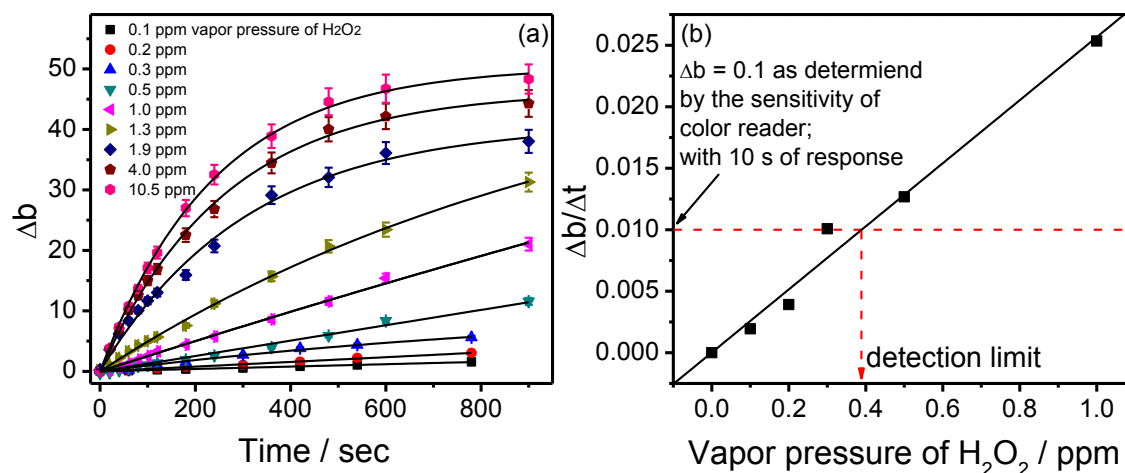 (a)
0.1 ppm vapor pressure of H2O2
0.2 ppm
0.3 ppm
0.5 ppm
1.0 ppm
1.3 ppm
1.9 ppm
4.0 ppm
10.5 ppm
50
40
30
20
10
0
Δb
0 200 400 600 800
Time / sec
(b)
Δb = 0.1 as determiend
by the sensitivity of
color reader;
with 10 s of response
0.025
0.020
0.015
0.010
0.005
0.000
Δb/Δt
detection limit
0.0 0.2 0.4 0.6 0.8 1.0
Vapor pressure of H₂O₂ / ppm